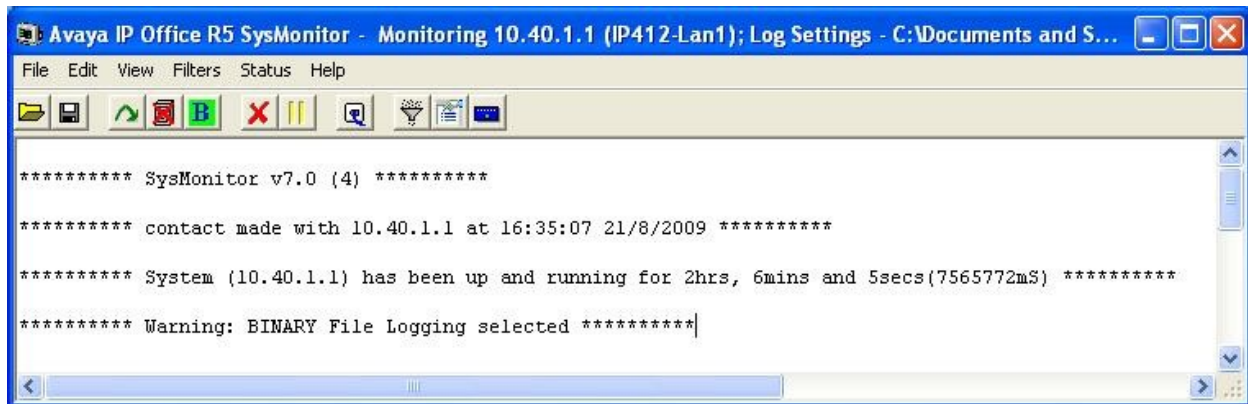 Avaya IP Office R5 SysMonitor - Monitoring 10.40.1.1 (IP412-Lan1); Log Settings - C:\Documents and S...
File Edit View Filters Status Help
B
********** SysMonitor v7.0 (4) **********
********** contact made with 10.40.1.1 at 16:35:07 21/8/2009 **********
********** System (10.40.1.1) has been up and running for 2hrs, 6mins and 5secs(7565772mS) **********
********** Warning: BINARY File Logging selected **********